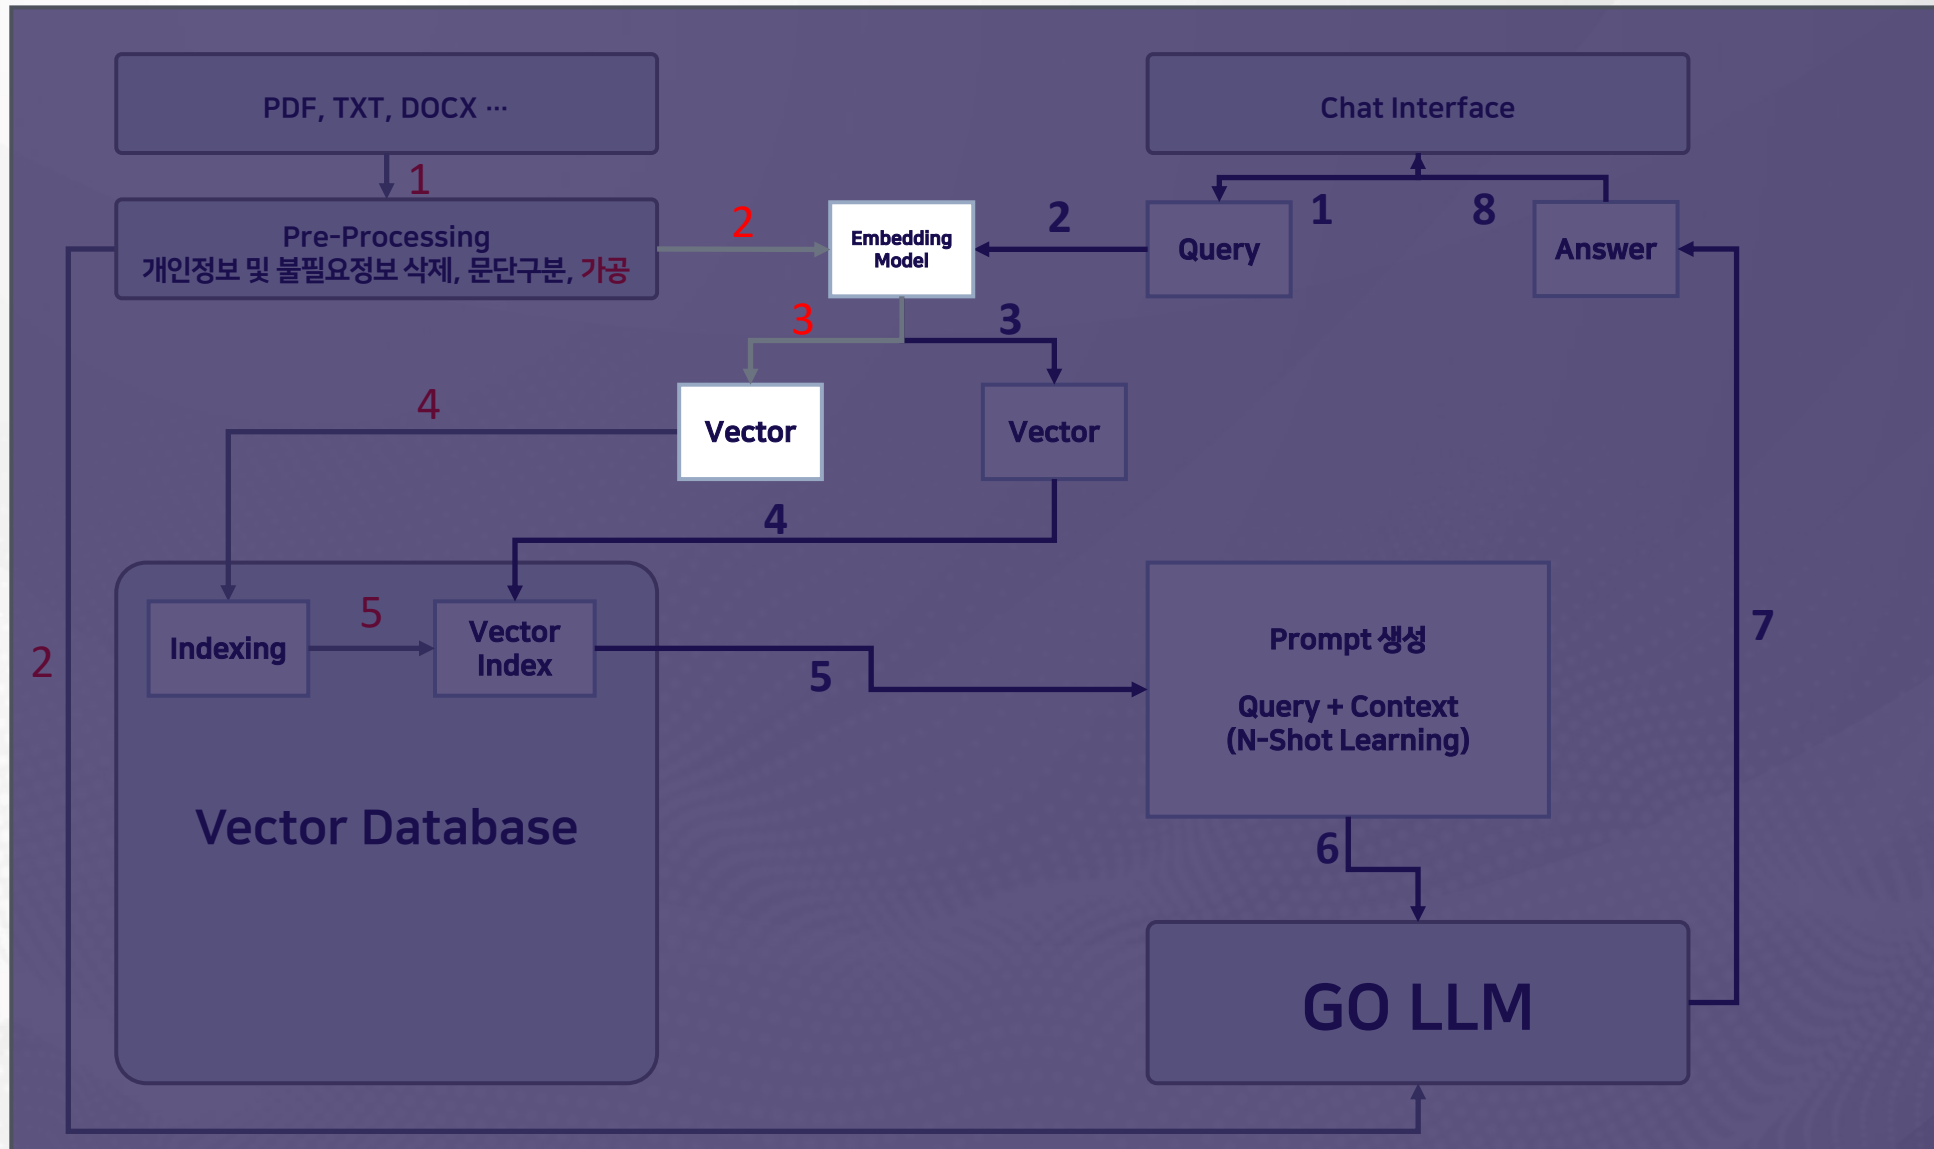 PDF, TXT, DOCX ···
Chat Interface
1
Pre-Processing
개인정보 및 불필요정보 삭제, 문단구분, 가공
2
Embedding
Model
2
Query
1
8
Answer
3
3
4
Vector
Vector
4
Indexing
5
Vector
Index
2
5
Prompt 생성
Query + Context
(N-Shot Learning)
7
Vector Database
6
GO LLM